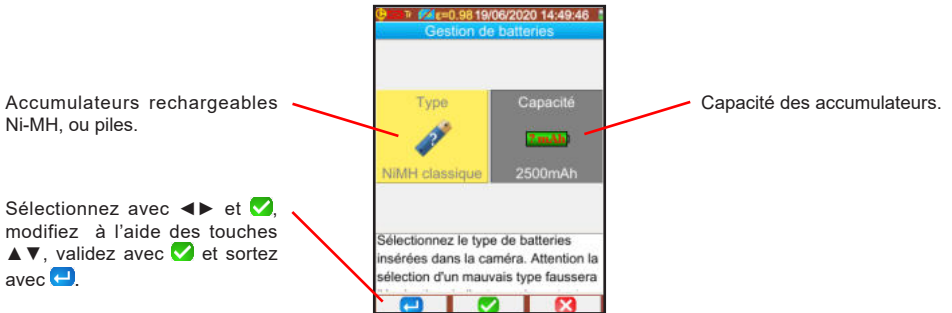 ε=0.98 19/06/2020 14:49:46
Gestion de batteries
Accumulateurs rechargeables
Ni-MH, ou piles.
Type
Capacité
? mAh
NiMH classique
2500mAh
Capacité des accumulateurs.
Sélectionnez avec ◄► et ✓,
modifiez à l'aide des touches
▲▼, validez avec ✓ et sortez
avec ↵.
Sélectionnez le type de batteries
insérées dans la caméra. Attention la
sélection d'un mauvais type faussera